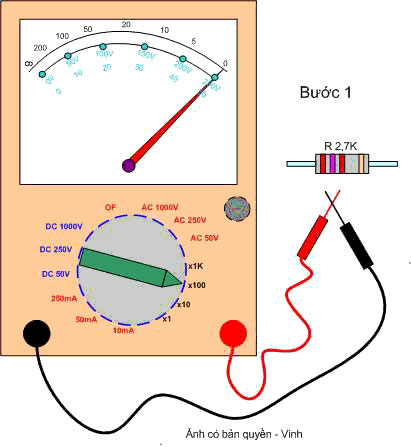 ∞ 200 100 50 20 10 5 0
0V 50V 100V 150V 200V 250V
0 10 20 30 40 50
Bước 1
R 2,7K
OF
AC 1000V
AC 250V
AC 50V
x1K
x100
x10
x1
10mA
50mA
250mA
DC 50V
DC 250V
DC 1000V
Ảnh có bản quyền - Vinh